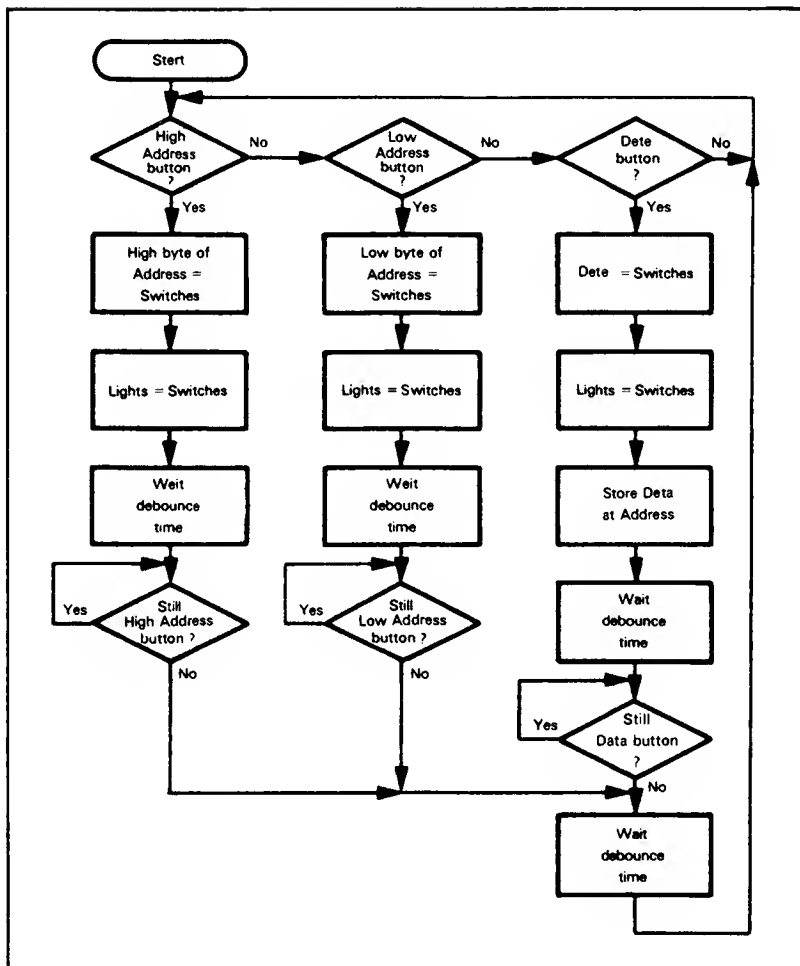 Stert
High
Address
button
?
No
Yes
Low
Address
button
?
No
Yes
Dete
button
?
No
Yes
High byte of
Address =
Switches
Low byte of
Address =
Switches
Dete = Switches
Lights = Switches
Lights = Switches
Lights = Switches
Weit
debounce
time
Weit
debounce
time
Store Deta
at Address
Still
High Address
button ?
Yes
No
Still
Low Address
button ?
Yes
No
Wait
debounce
time
Still
Data button
?
Yes
No
Wait
debounce
time